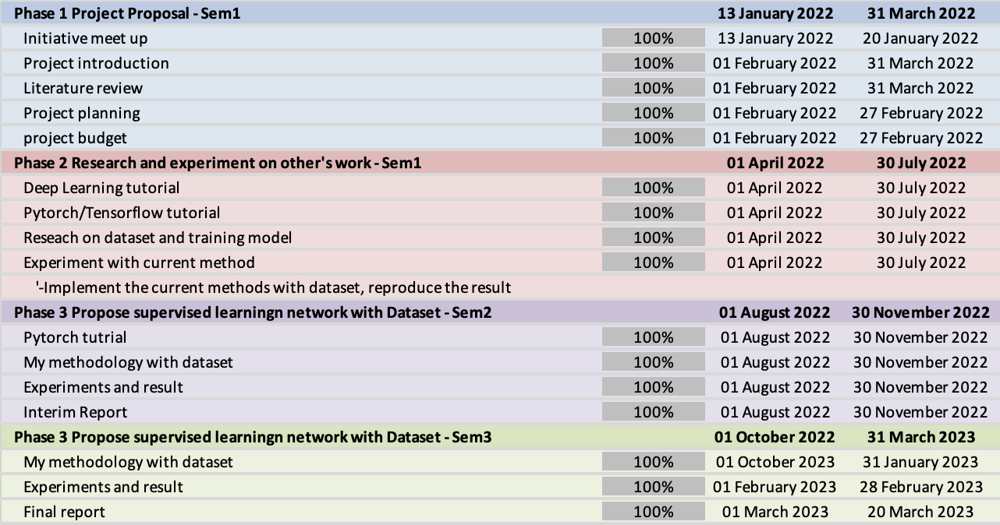 Phase 1 Project Proposal - Sem1 13 January 2022 31 March 2022
Initiative meet up 100% 13 January 2022 20 January 2022
Project introduction 100% 01 February 2022 31 March 2022
Literature review 100% 01 February 2022 31 March 2022
Project planning 100% 01 February 2022 27 February 2022
project budget 100% 01 February 2022 27 February 2022
Phase 2 Research and experiment on other's work - Sem1 01 April 2022 30 July 2022
Deep Learning tutorial 100% 01 April 2022 30 July 2022
Pytorch/Tensorflow tutorial 100% 01 April 2022 30 July 2022
Reseach on dataset and training model 100% 01 April 2022 30 July 2022
Experiment with current method 100% 01 April 2022 30 July 2022
'-Implement the current methods with dataset, reproduce the result
Phase 3 Propose supervised learningn network with Dataset - Sem2 01 August 2022 30 November 2022
Pytorch tutrial 100% 01 August 2022 30 November 2022
My methodology with dataset 100% 01 August 2022 30 November 2022
Experiments and result 100% 01 August 2022 30 November 2022
Interim Report 100% 01 August 2022 30 November 2022
Phase 3 Propose supervised learningn network with Dataset - Sem3 01 October 2022 31 March 2023
My methodology with dataset 100% 01 October 2023 31 January 2023
Experiments and result 100% 01 February 2023 28 February 2023
Final report 100% 01 March 2023 20 March 2023